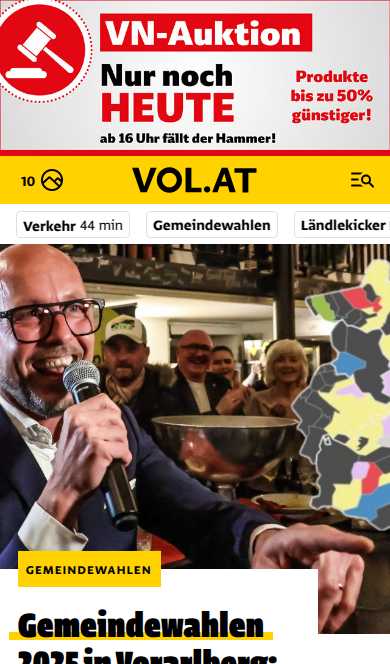 VN-Auktion
Nur noch
HEUTE
ab 16 Uhr fällt der Hammer!
Produkte
bis zu 50%
günstiger!
10
VOL.AT
Verkehr 44 min
Gemeindewahlen
Ländlekicker
GEMEINDEWAHLEN
Gemeindewahlen
2025 in Vorarlberg: